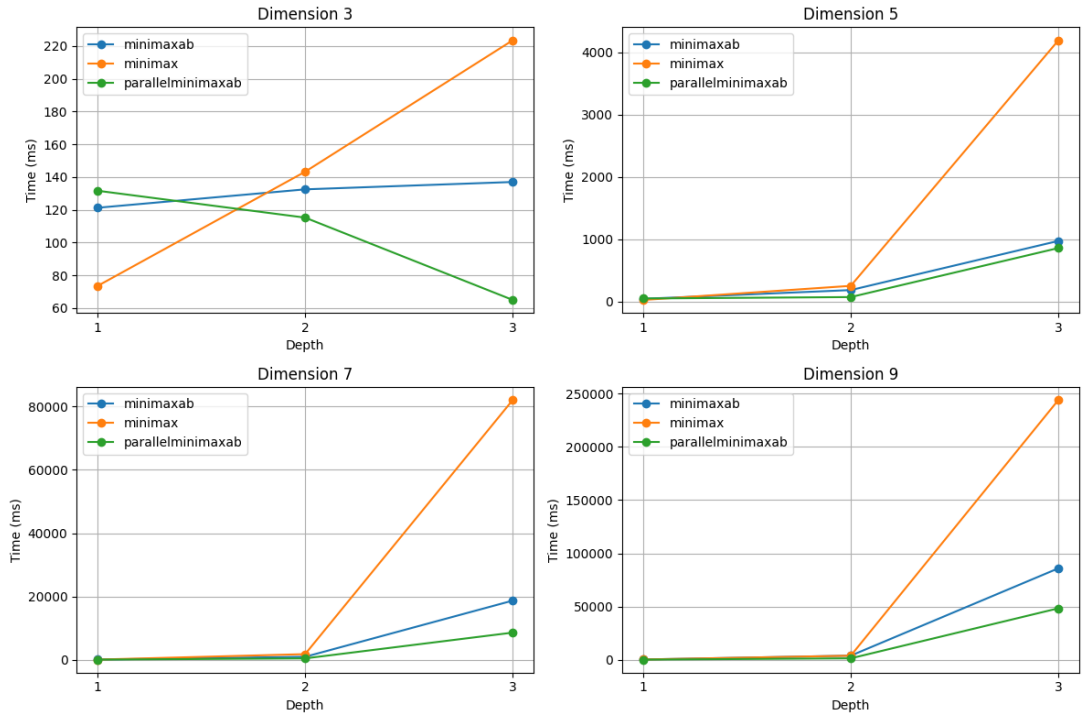 Dimension 3
minimaxab
minimax
parallelminimaxab
220
200
180
160
140
120
100
80
60
Time (ms)
1
2
3
Depth
Dimension 5
minimaxab
minimax
parallelminimaxab
4000
3000
2000
1000
0
Time (ms)
1
2
3
Depth
Dimension 7
minimaxab
minimax
parallelminimaxab
80000
60000
40000
20000
0
Time (ms)
1
2
3
Depth
Dimension 9
minimaxab
minimax
parallelminimaxab
250000
200000
150000
100000
50000
0
Time (ms)
1
2
3
Depth